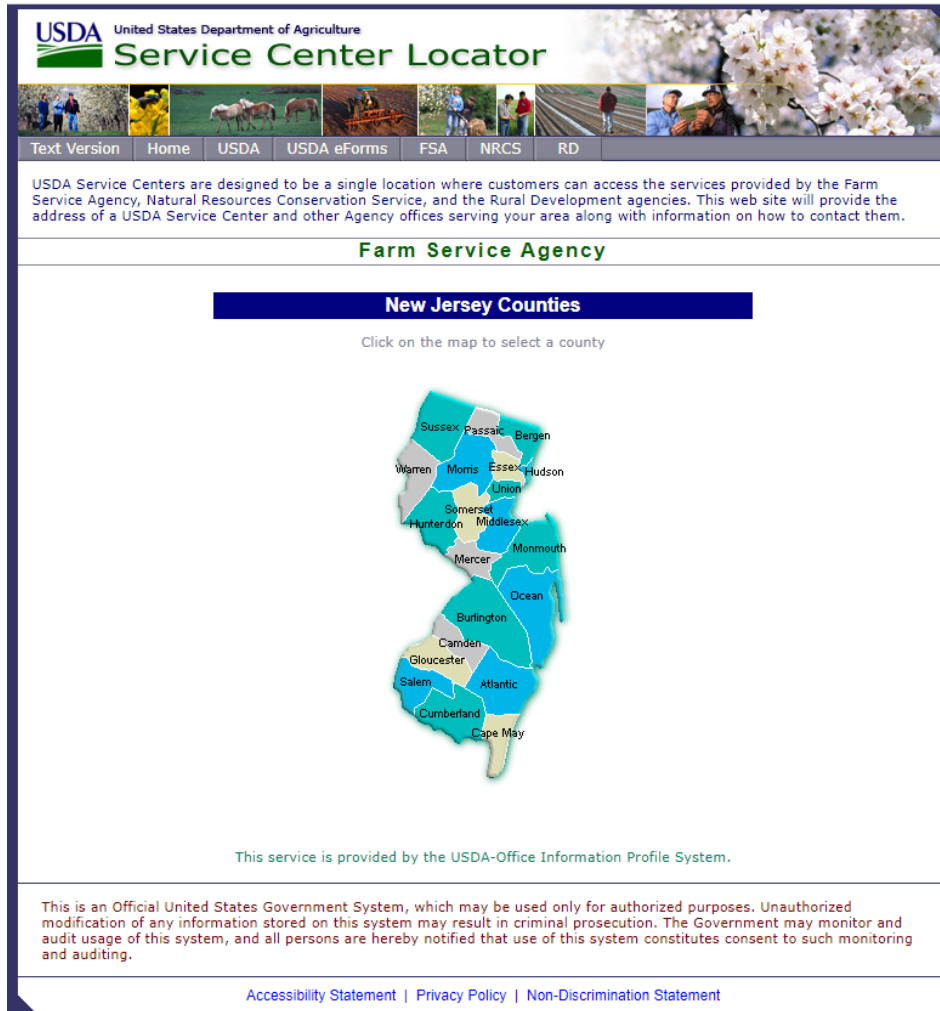 USDA United States Department of Agriculture
Service Center Locator
Text Version Home USDA USDA eForms FSA NRCS RD
USDA Service Centers are designed to be a single location where customers can access the services provided by the Farm
Service Agency, Natural Resources Conservation Service, and the Rural Development agencies. This web site will provide the
address of a USDA Service Center and other Agency offices serving your area along with information on how to contact them.
Farm Service Agency
New Jersey Counties
Click on the map to select a county
Sussex
Passaic
Bergen
Warren
Morris
Essex
Hudson
Union
Somerset
Hunterdon
Middlesex
Monmouth
Mercer
Ocean
Burlington
Camden
Gloucester
Salem
Atlantic
Cumberland
Cape May
This service is provided by the USDA-Office Information Profile System.
This is an Official United States Government System, which may be used only for authorized purposes. Unauthorized
modification of any information stored on this system may result in criminal prosecution. The Government may monitor and
audit usage of this system, and all persons are hereby notified that use of this system constitutes consent to such monitoring
and auditing.
Accessibility Statement | Privacy Policy | Non-Discrimination Statement